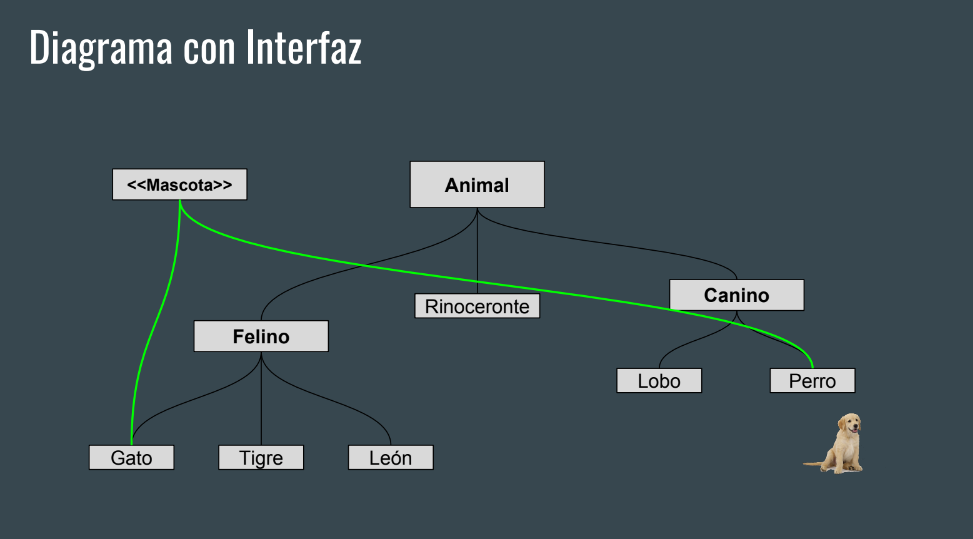 Diagrama con Interfaz
<<Mascota>>
Animal
Rinoceronte
Canino
Felino
Lobo
Perro
Gato
Tigre
León